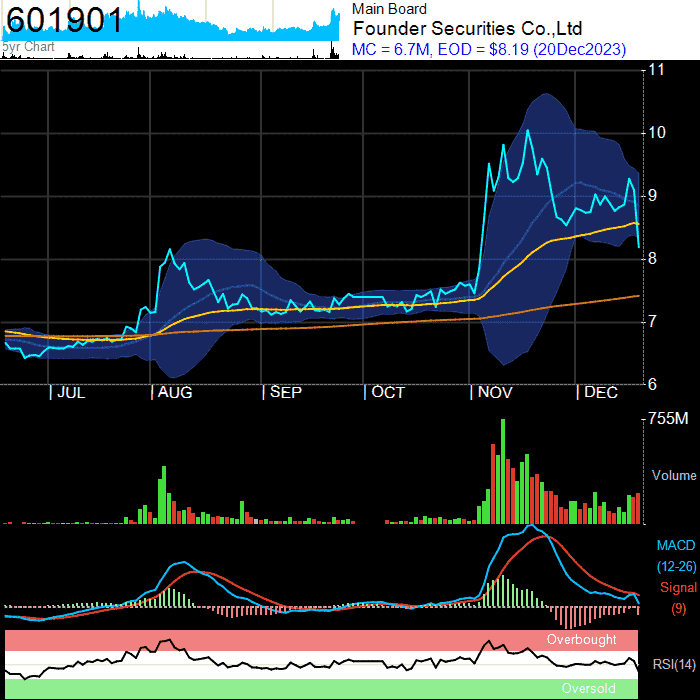 601901
5yr Chart
Main Board
Founder Securities Co.,Ltd
MC = 6.7M, EOD = $8.19 (20Dec2023)
11
10
9
8
7
6
JUL AUG SEP OCT NOV DEC
755M
Volume
MACD
(12-26)
Signal
(9)
Overbought
RSI(14)
Oversold